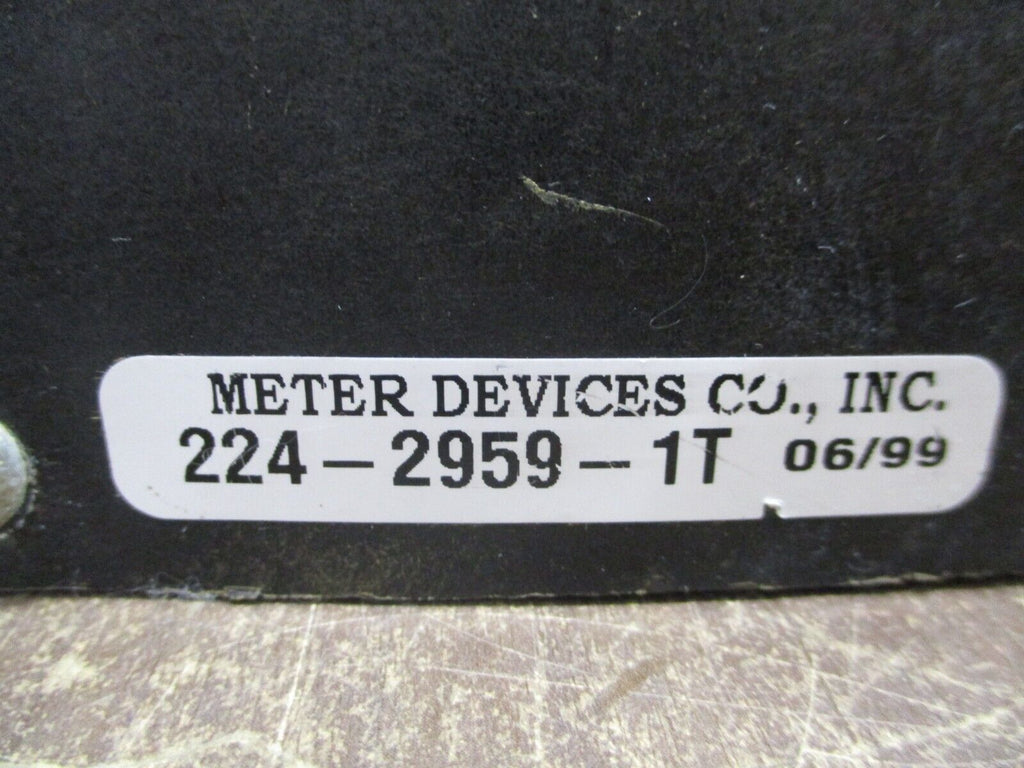 METER DEVICES CO., INC.
224-2959-1T 06/99